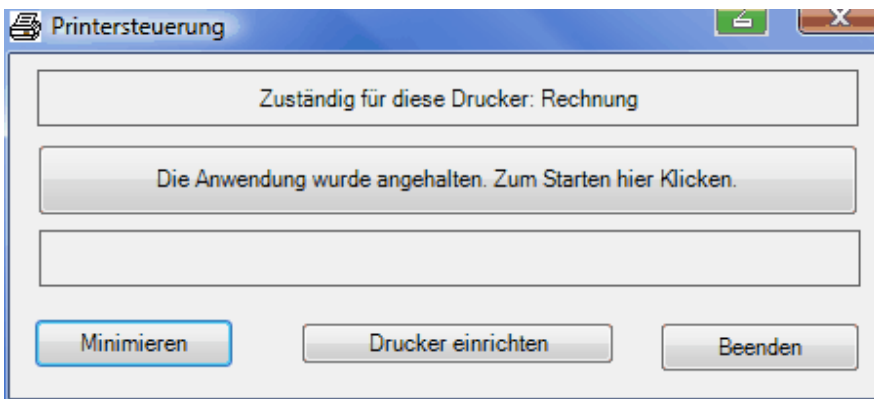 Printersteuerung
Zuständig für diese Drucker: Rechnung
Die Anwendung wurde angehalten. Zum Starten hier Klicken.
Minimieren Drucker einrichten Beenden